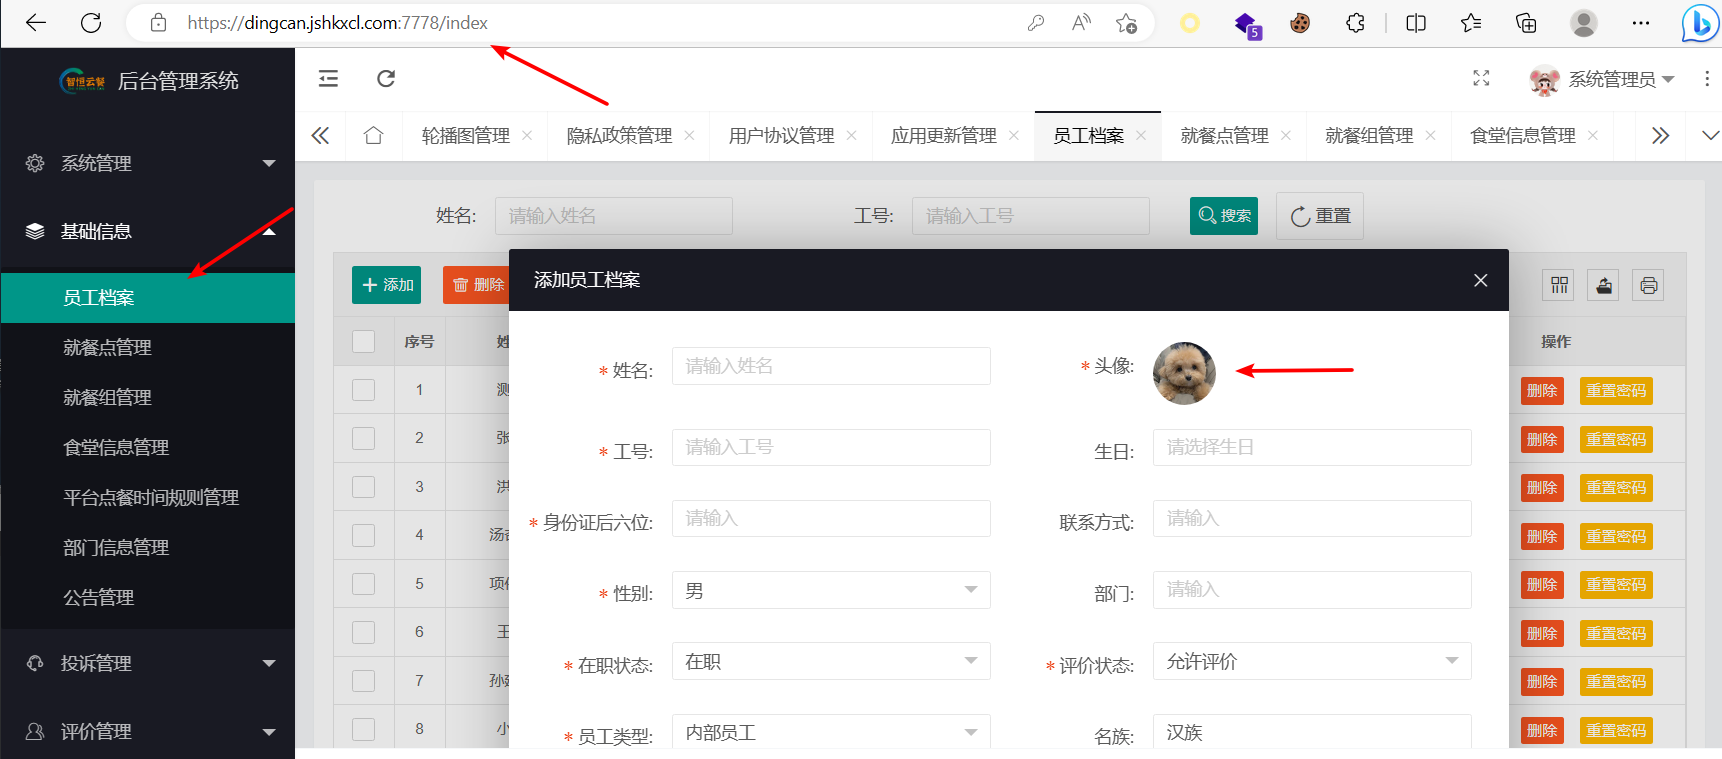 https://dingcan.jshkxcl.com:7778/index
5
智恒云餐
后台管理系统
系统管理员
轮播图管理
隐私政策管理
用户协议管理
应用更新管理
员工档案
就餐点管理
就餐组管理
食堂信息管理
系统管理
基础信息
员工档案
就餐点管理
就餐组管理
食堂信息管理
平台点餐时间规则管理
部门信息管理
公告管理
投诉管理
评价管理
姓名: 请输入姓名
工号: 请输入工号
搜索
重置
添加
删除
序号
操作
1 测 删除 重置密码
2 张 删除 重置密码
3 洪 删除 重置密码
4 删除 重置密码
5 删除 重置密码
6 王 删除 重置密码
7 删除 重置密码
8 小 删除 重置密码
添加员工档案
* 姓名: 请输入姓名
* 头像:
* 工号: 请输入工号
生日: 请选择生日
* 身份证后六位: 请输入
联系方式: 请输入
* 性别: 男
部门: 请输入
* 在职状态: 在职
* 评价状态: 允许评价
* 员工类型: 内部员工
名族: 汉族